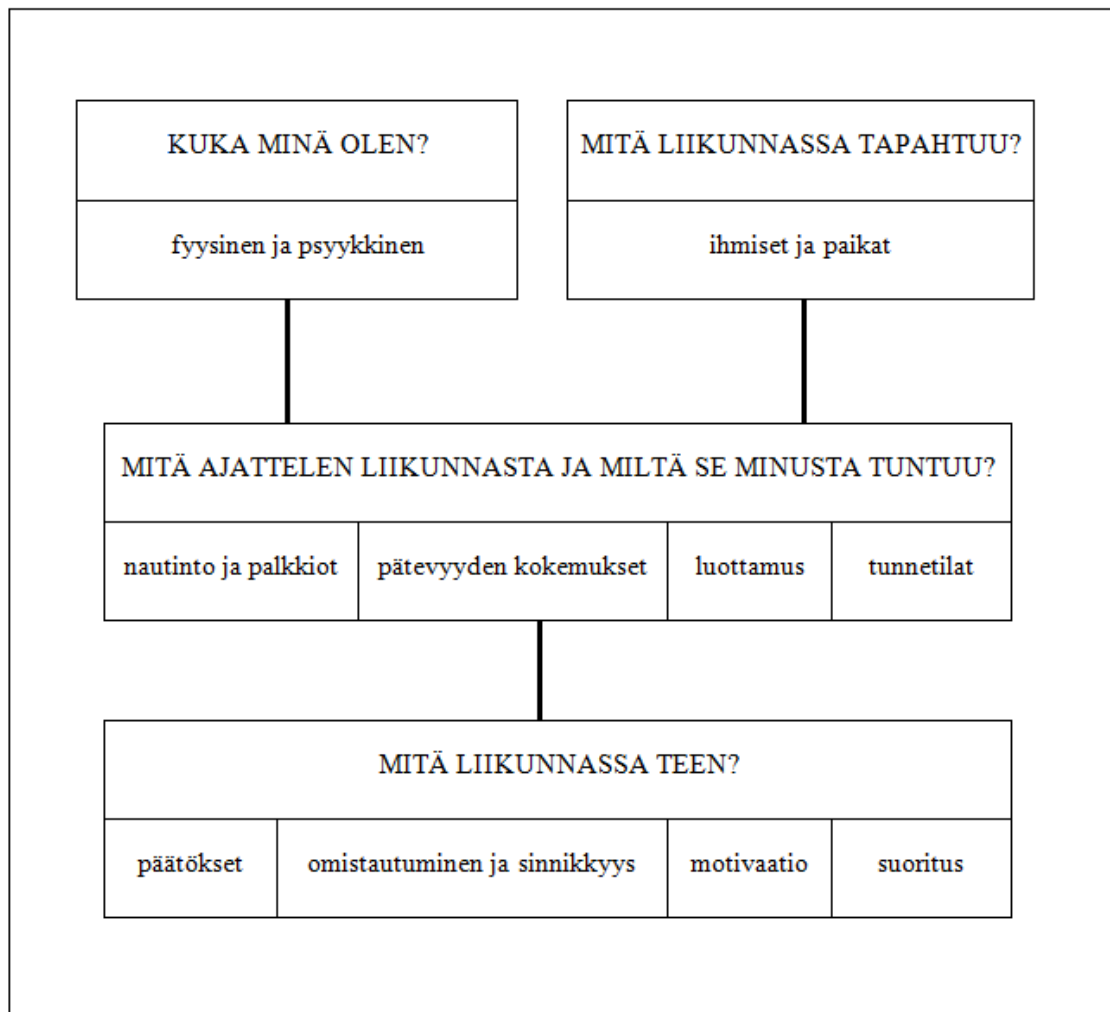 KUKA MINÄ OLEN?
fyysinen ja psyykkinen
MITÄ LIIKUNNASSA TAPAHTUU?
ihmiset ja paikat
MITÄ AJATTELEN LIIKUNNASTA JA MILTÄ SE MINUSTA TUNTUU?
nautinto ja palkkiot
pätevyyden kokemukset
luottamus
tunnetilat
MITÄ LIIKUNNASSA TEEN?
päätökset
omistautuminen ja sinnikkyys
motivaatio
suoritus